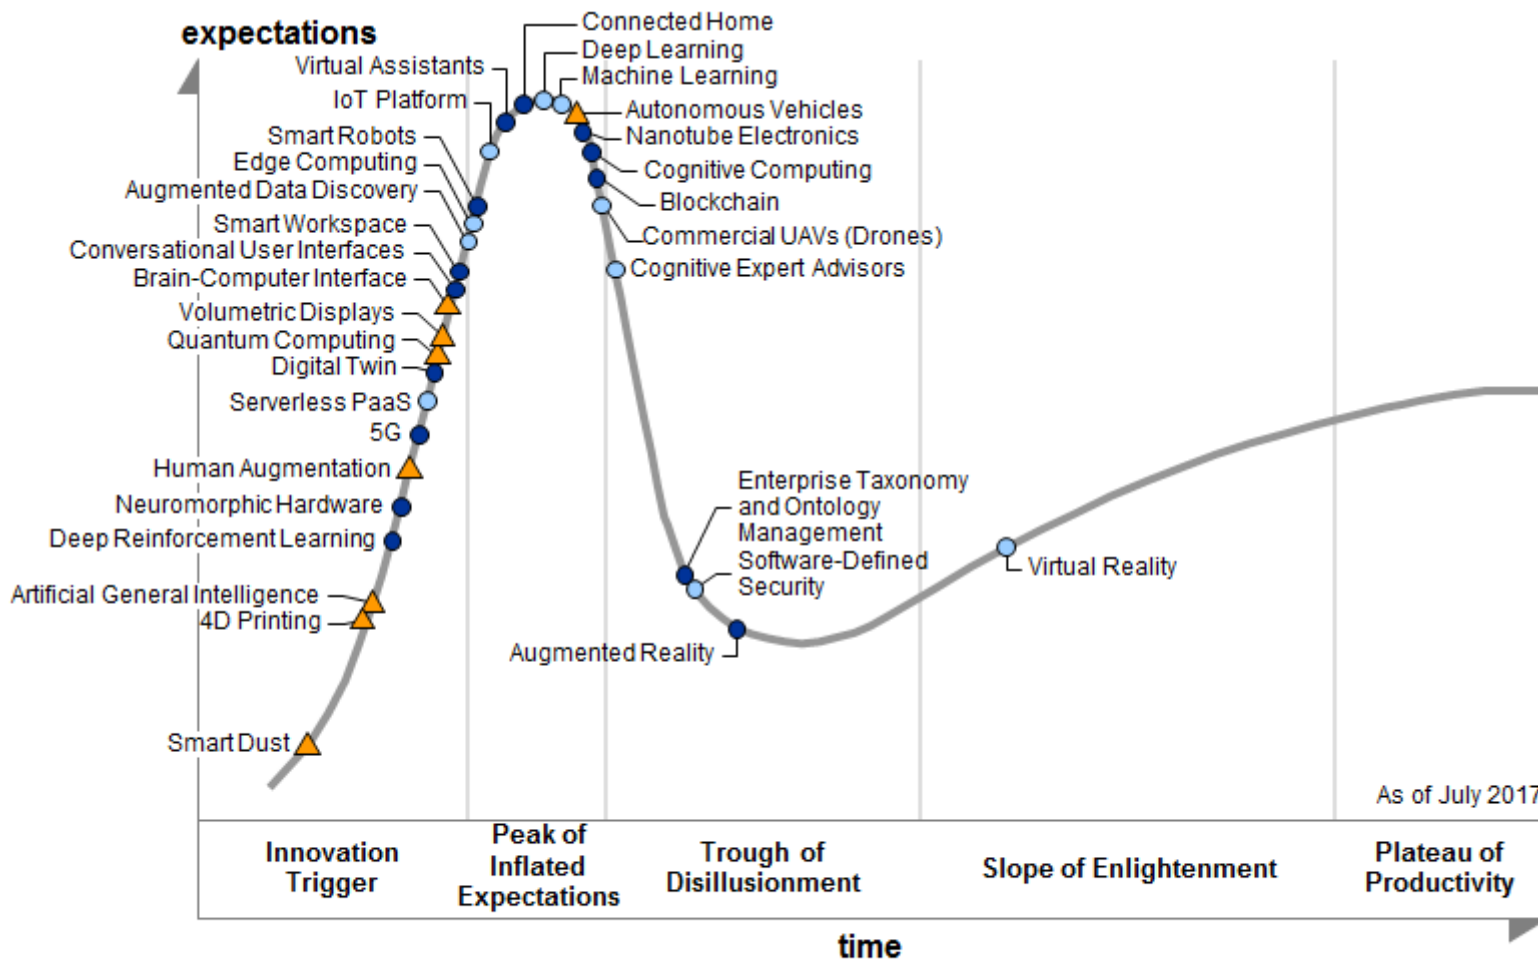 expectations
Connected Home
Deep Learning
Virtual Assistants
Machine Learning
IoT Platform
Autonomous Vehicles
Smart Robots
Nanotube Electronics
Edge Computing
Cognitive Computing
Augmented Data Discovery
Blockchain
Smart Workspace
Commercial UAVs (Drones)
Conversational User Interfaces
Cognitive Expert Advisors
Brain-Computer Interface
Volumetric Displays
Quantum Computing
Digital Twin
Serverless PaaS
5G
Human Augmentation
Neuromorphic Hardware
Deep Reinforcement Learning
Artificial General Intelligence
4D Printing
Smart Dust
Enterprise Taxonomy
and Ontology
Management
Software-Defined
Security
Augmented Reality
Virtual Reality
As of July 2017
Innovation
Trigger
Peak of
Inflated
Expectations
Trough of
Disillusionment
Slope of Enlightenment
Plateau of
Productivity
time